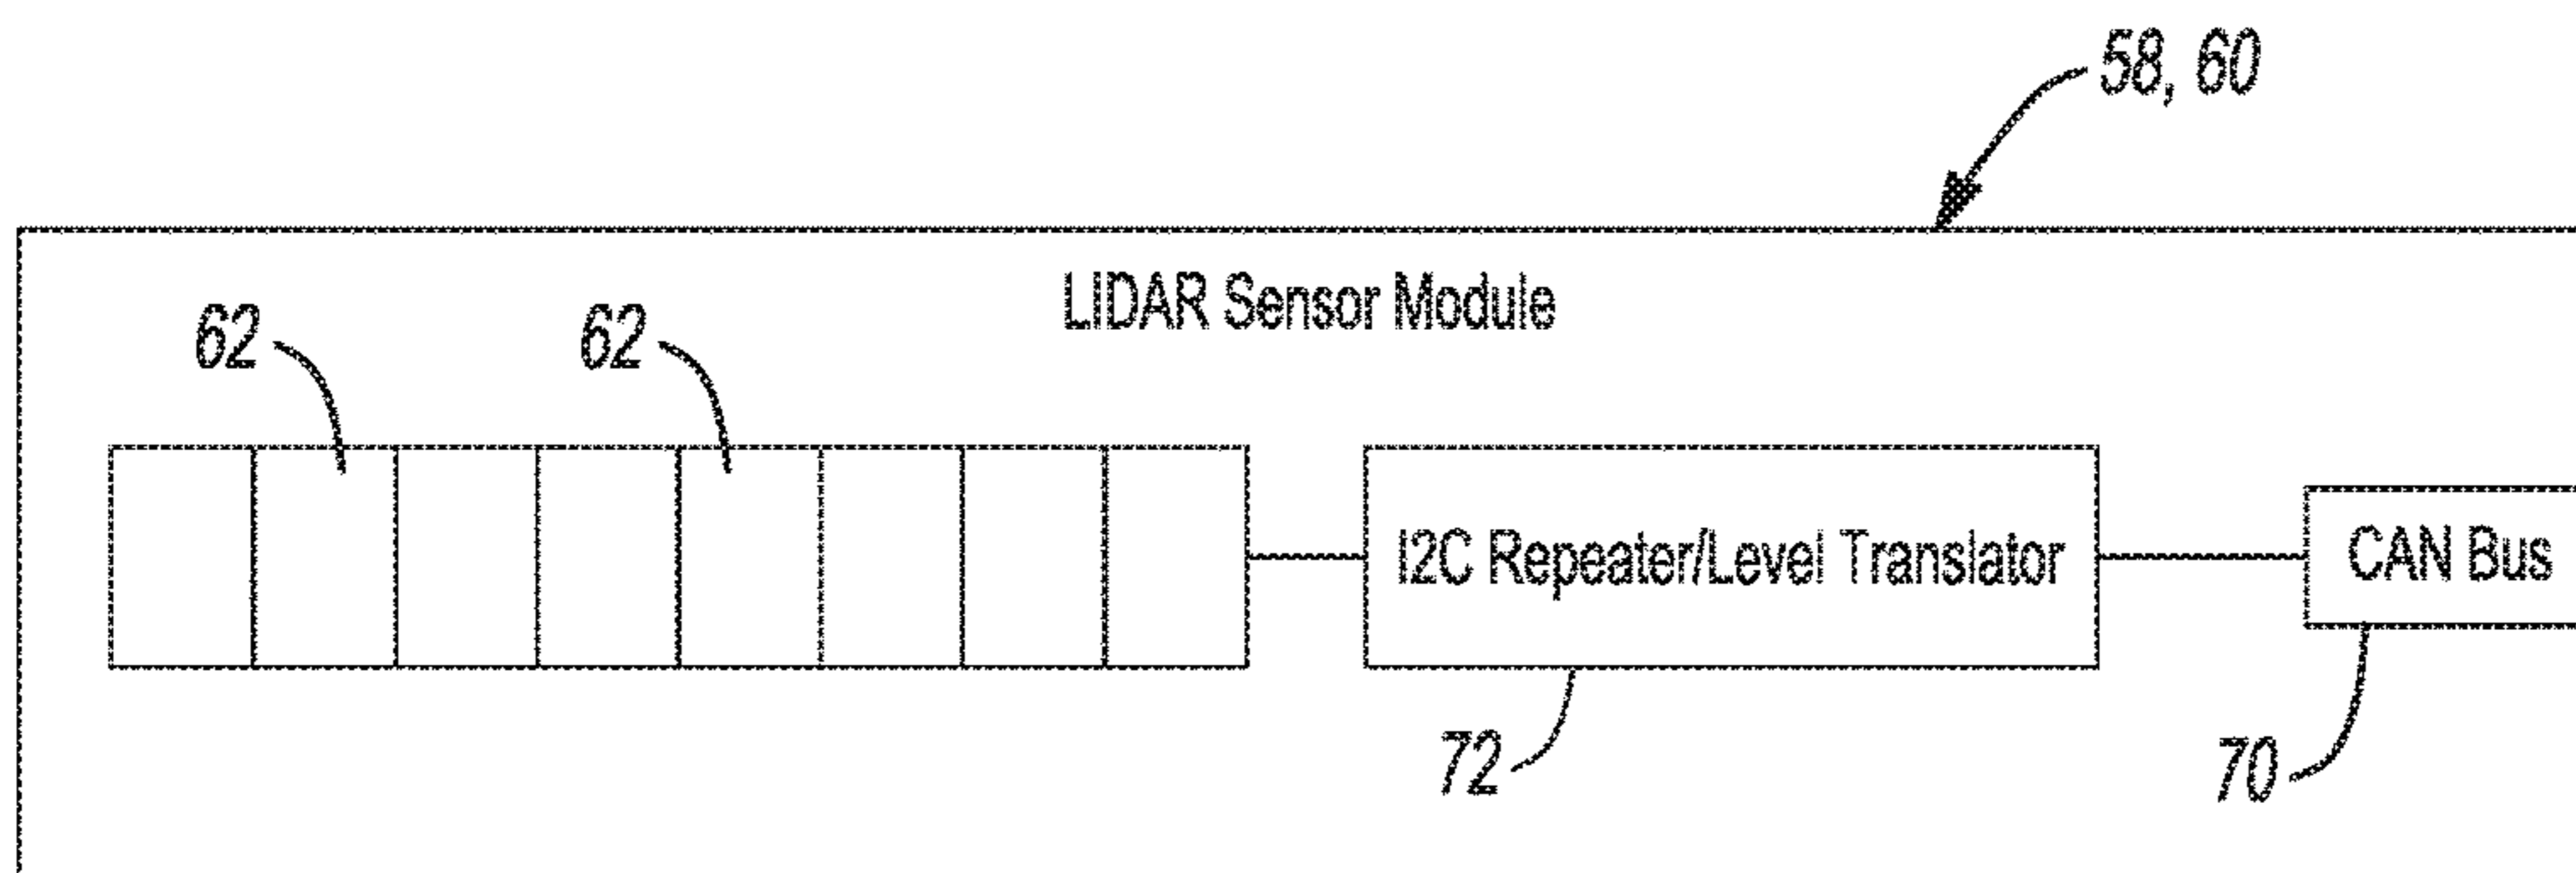 58, 60
LIDAR Sensor Module
62
62
I2C Repeater/Level Translator
CAN Bus
72
70